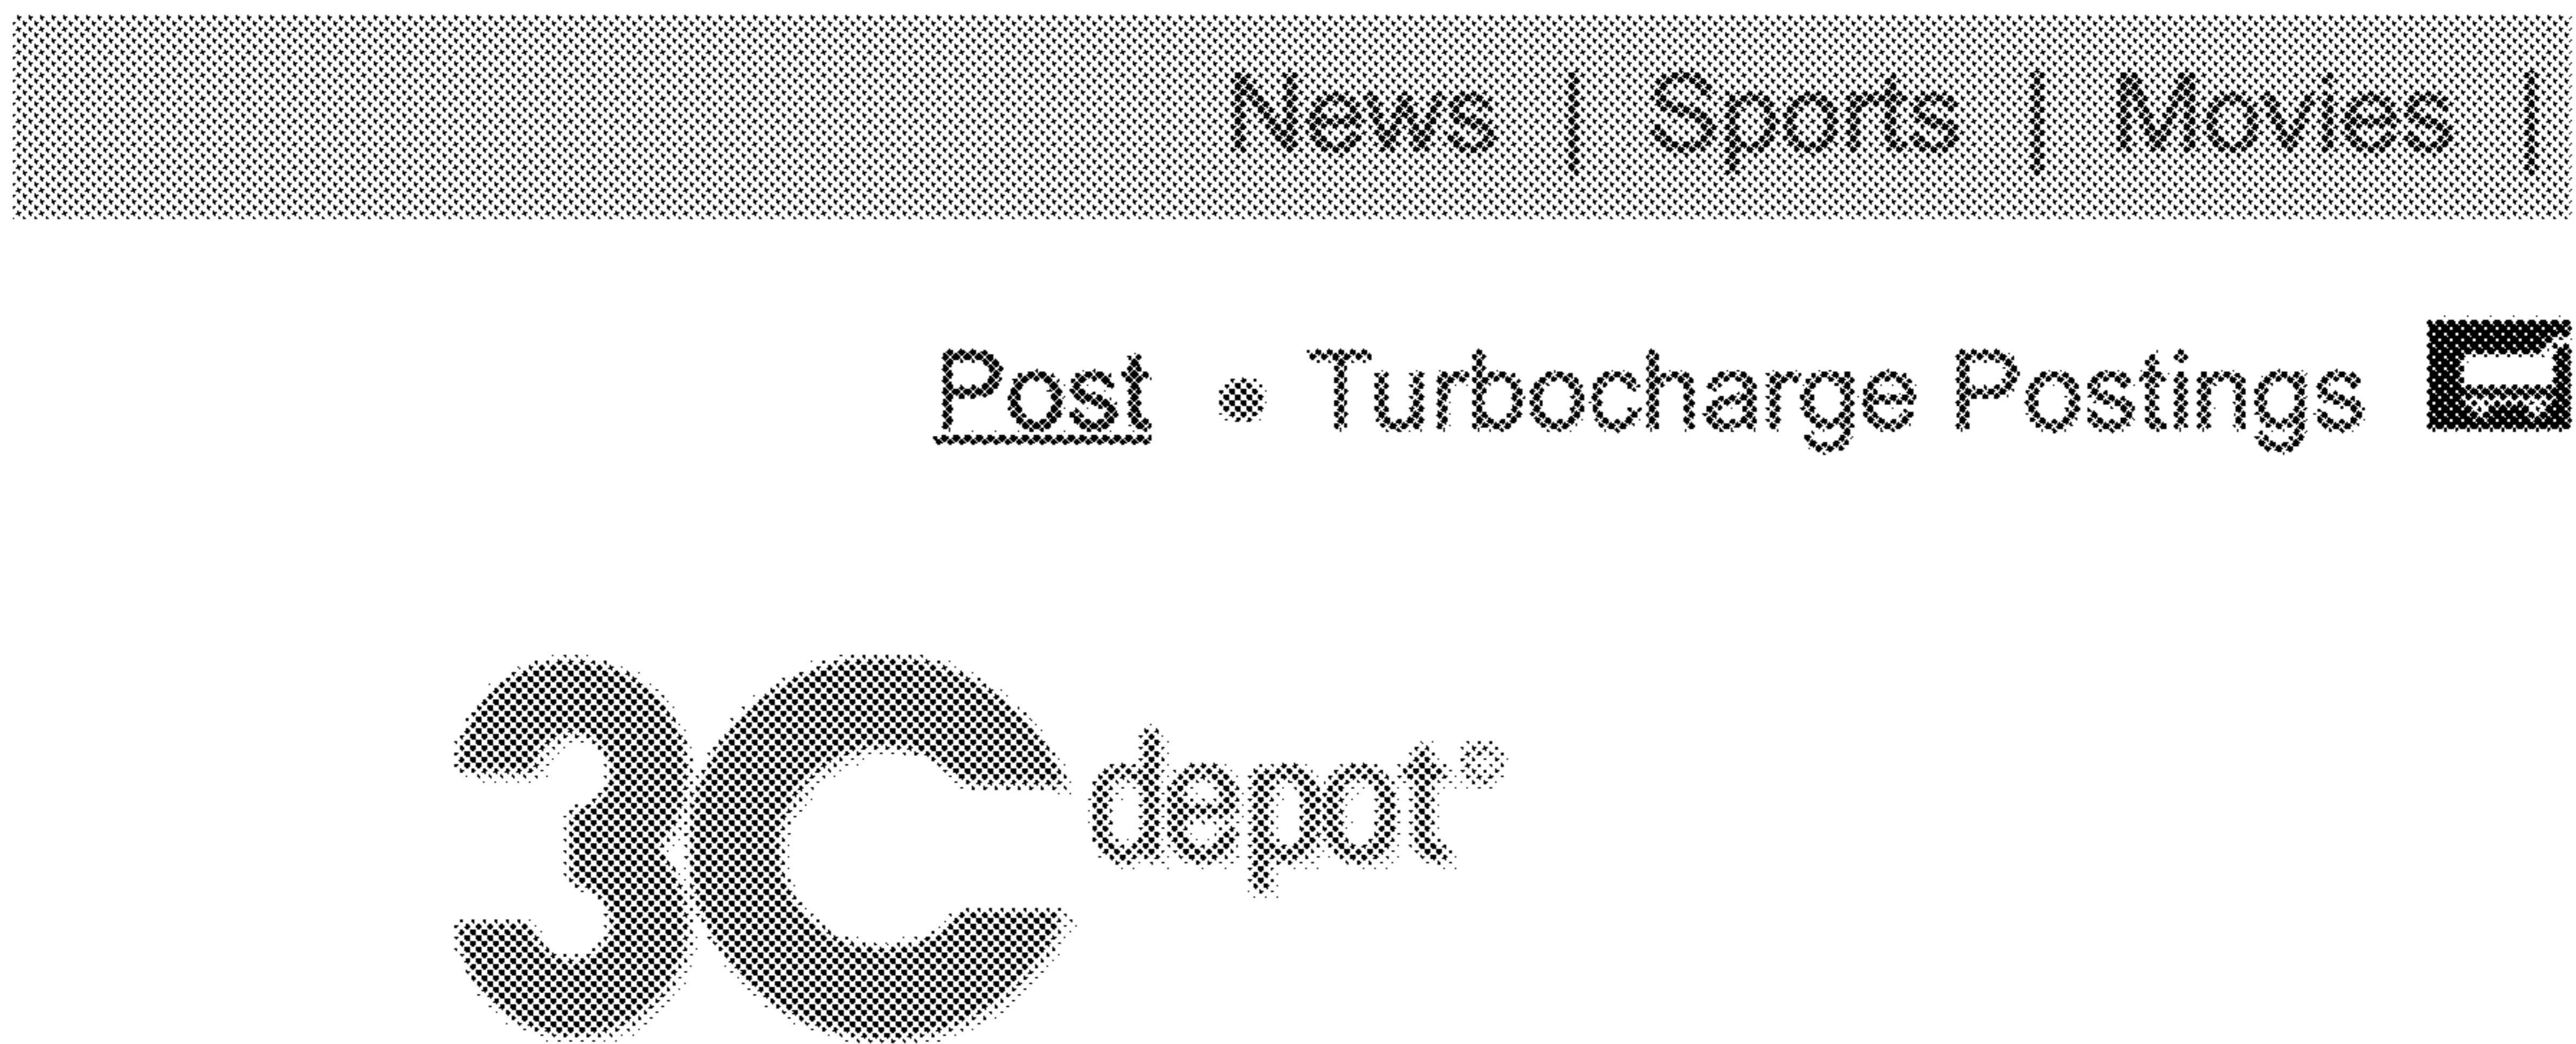 News | Sports | Movies |
Post • Turbocharge Postings
3C depot©